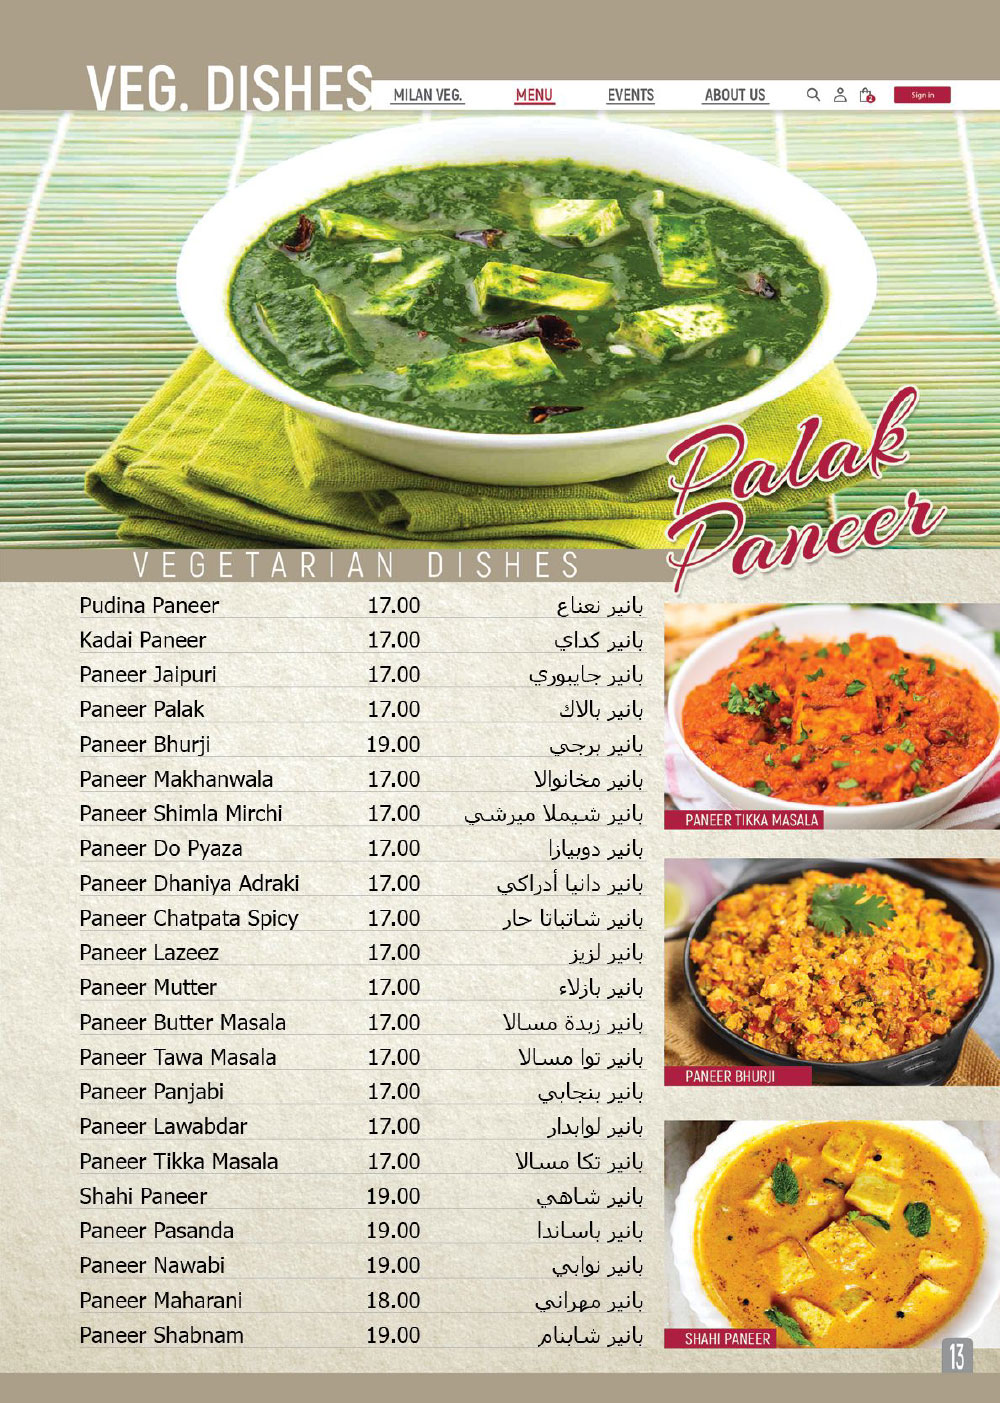 VEG. DISHES
MILAN VEG. MENU EVENTS ABOUT US 2 Sign in
Palak
Paneer
VEGETARIAN DISHES
Pudina Paneer 17.00 بانير نعناع
Kadai Paneer 17.00 بانير كداي
Paneer Jaipuri 17.00 بانير جايبوري
Paneer Palak 17.00 بانير بالاك
Paneer Bhurji 19.00 بانير برجي
Paneer Makhanwala 17.00 بانير مخانوالا
Paneer Shimla Mirchi 17.00 بانير شيملا ميرشي
Paneer Do Pyaza 17.00 بانير دوبيازا
Paneer Dhaniya Adraki 17.00 بانير دانيا أدراكي
Paneer Chatpata Spicy 17.00 بانير شاتباتا حار
Paneer Lazeez 17.00 بانير لزيز
Paneer Mutter 17.00 بانير بازلاء
Paneer Butter Masala 17.00 بانير زبدة مسالا
Paneer Tawa Masala 17.00 بانير توا مسالا
Paneer Panjabi 17.00 بانير بنجابي
Paneer Lawabdar 17.00 بانير لوابدار
Paneer Tikka Masala 17.00 بانير تكا مسالا
Shahi Paneer 19.00 بانير شاهي
Paneer Pasanda 19.00 بانير باساندا
Paneer Nawabi 19.00 بانير نوابي
Paneer Maharani 18.00 بانير مهراني
Paneer Shabnam 19.00 بانير شابنام
PANEER TIKKA MASALA
PANEER BHURJI
SHAHI PANEER
13